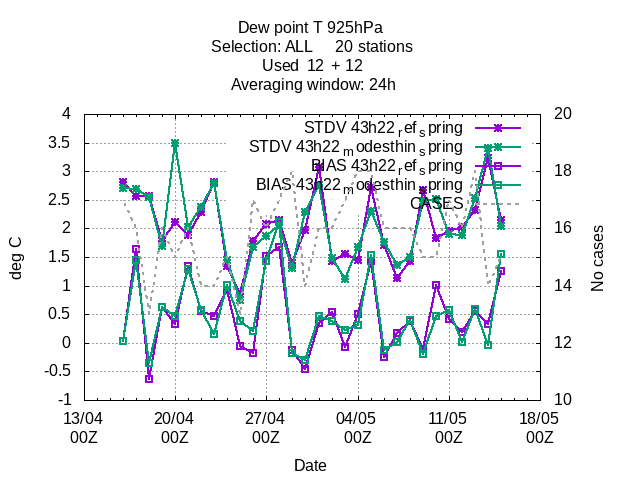 Dew point T 925hPa
Selection: ALL 20 stations
Used 12 + 12
Averaging window: 24h
STDV 43h22_ref_spring
STDV 43h22_modesthin_spring
BIAS 43h22_ref_spring
BIAS 43h22_modesthin_spring
CASES
deg C
4
3.5
3
2.5
2
1.5
1
0.5
0
-0.5
-1
No cases
20
18
16
14
12
10
13/04 20/04 27/04 04/05 11/05 18/05
00Z 00Z 00Z 00Z 00Z 00Z
Date